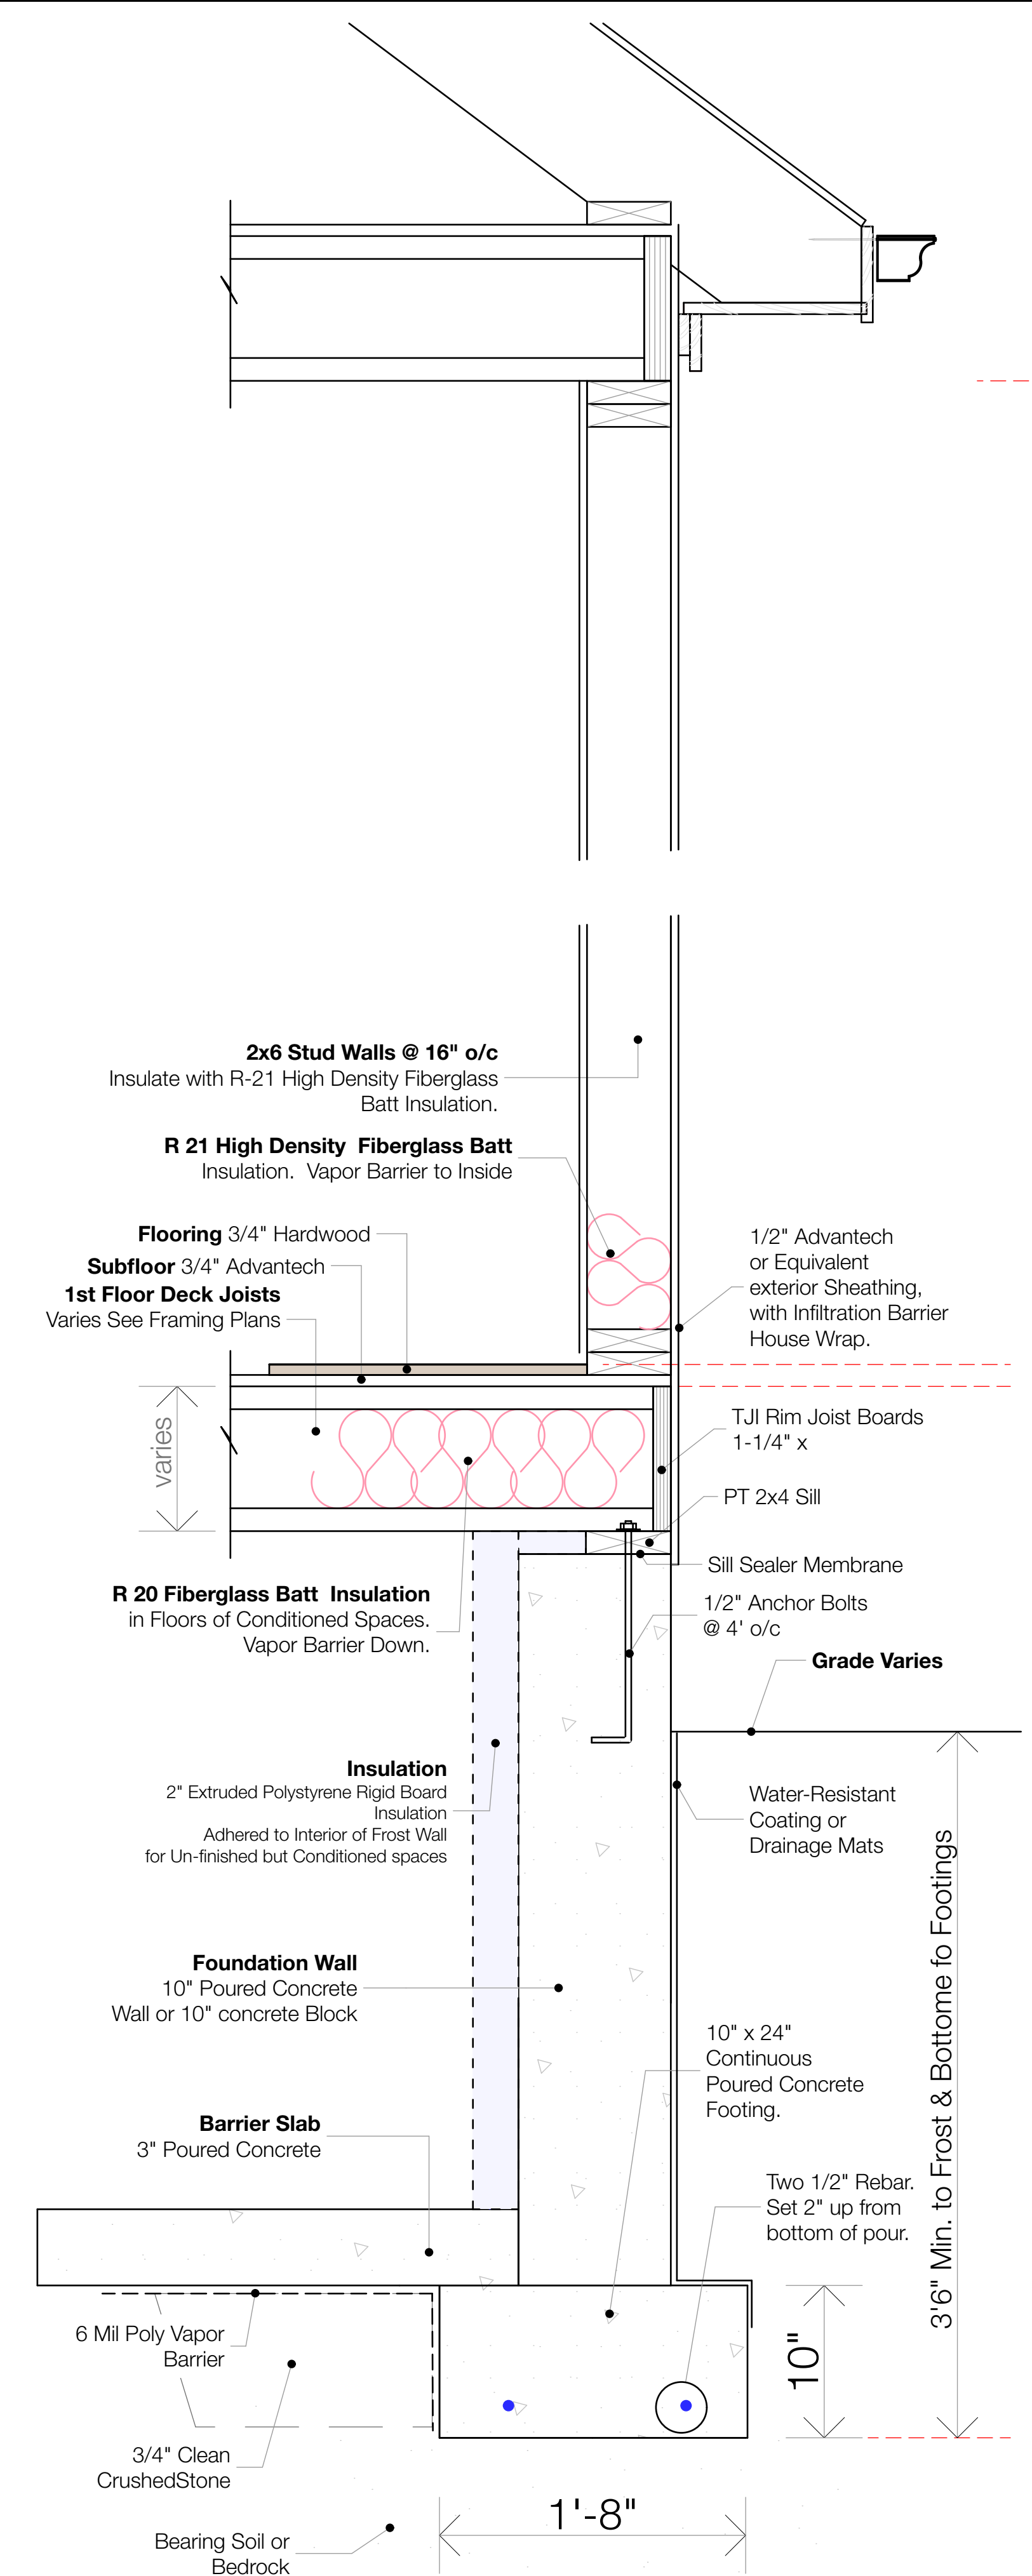 2x6 Stud Walls @ 16" o/c
Insulate with R-21 High Density Fiberglass
Batt Insulation.
R 21 High Density  Fiberglass Batt
Insulation.  Vapor Barrier to Inside
Flooring 3/4" Hardwood
Subfloor 3/4" Advantech
1st Floor Deck Joists
Varies See Framing Plans
1/2" Advantech
or Equivalent
exterior Sheathing,
with Infiltration Barrier
House Wrap.
varies
TJI Rim Joist Boards
1-1/4" x
PT 2x4 Sill
Sill Sealer Membrane
R 20 Fiberglass Batt  Insulation
in Floors of Conditioned Spaces.
Vapor Barrier Down.
1/2" Anchor Bolts
@ 4' o/c
Grade Varies
Insulation
2" Extruded Polystyrene Rigid Board
Insulation
Adhered to Interior of Frost Wall
for Un-finished but Conditioned spaces
Water-Resistant
Coating or
Drainage Mats
3'6" Min. to Frost & Bottome fo Footings
Foundation Wall
10" Poured Concrete
Wall or 10" concrete Block
10" x 24"
Continuous
Poured Concrete
Footing.
Barrier Slab
3" Poured Concrete
Two 1/2" Rebar.
Set 2" up from
bottom of pour.
6 Mil Poly Vapor
Barrier
10"
3/4" Clean
CrushedStone
1'-8"
Bearing Soil or
Bedrock